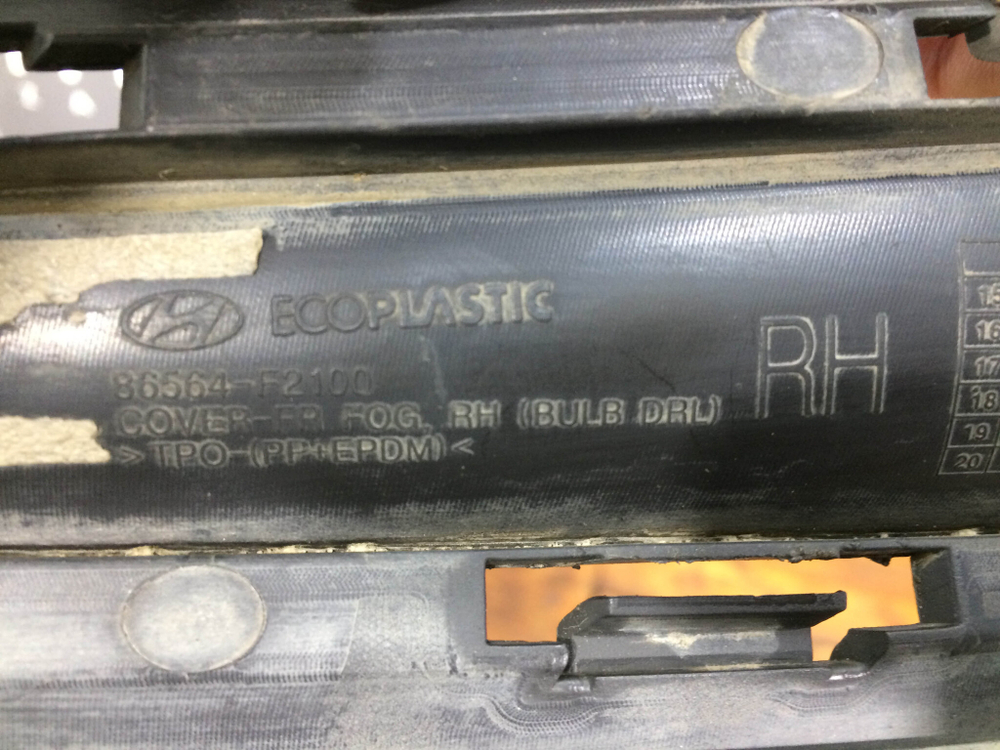 ECOPLASTIC
86564-F2100
COVER-FR FOG, RH (BULB DRL)
>TPO-(PP+EPDM)<
RH
15
16
17
18
19
20